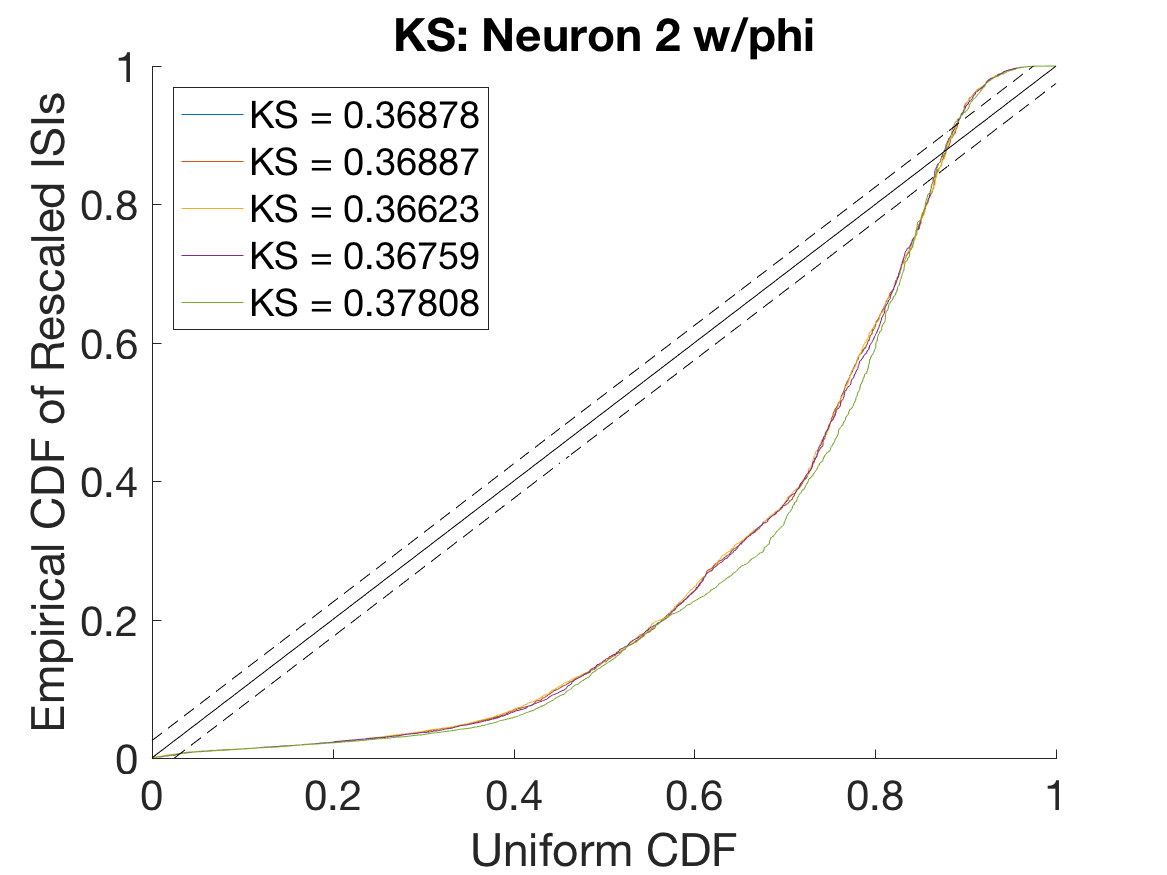 KS: Neuron 2 w/phi
1
0.8
0.6
0.4
0.2
0
Empirical CDF of Rescaled ISIs
KS = 0.36878
KS = 0.36887
KS = 0.36623
KS = 0.36759
KS = 0.37808
0 0.2 0.4 0.6 0.8 1
Uniform CDF